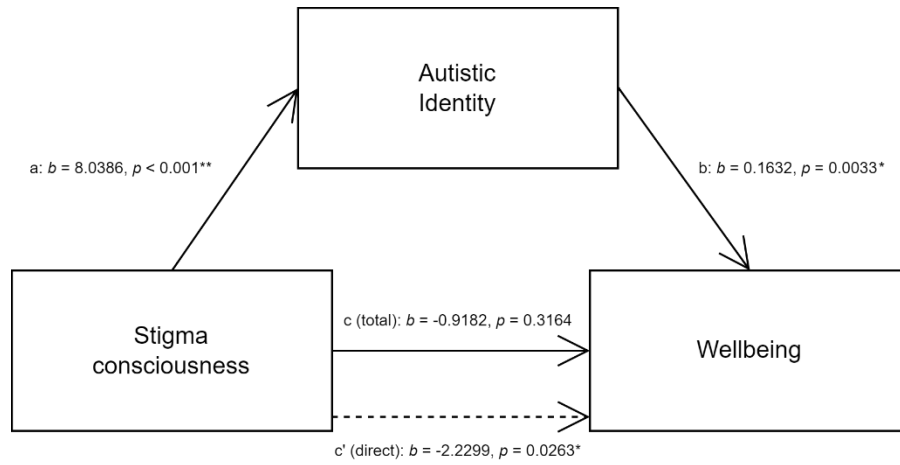 Autistic
Identity
a: b = 8.0386, p < 0.001**
b: b = 0.1632, p = 0.0033*
Stigma
consciousness
c (total): b = -0.9182, p = 0.3164
Wellbeing
c' (direct): b = -2.2299, p = 0.0263*